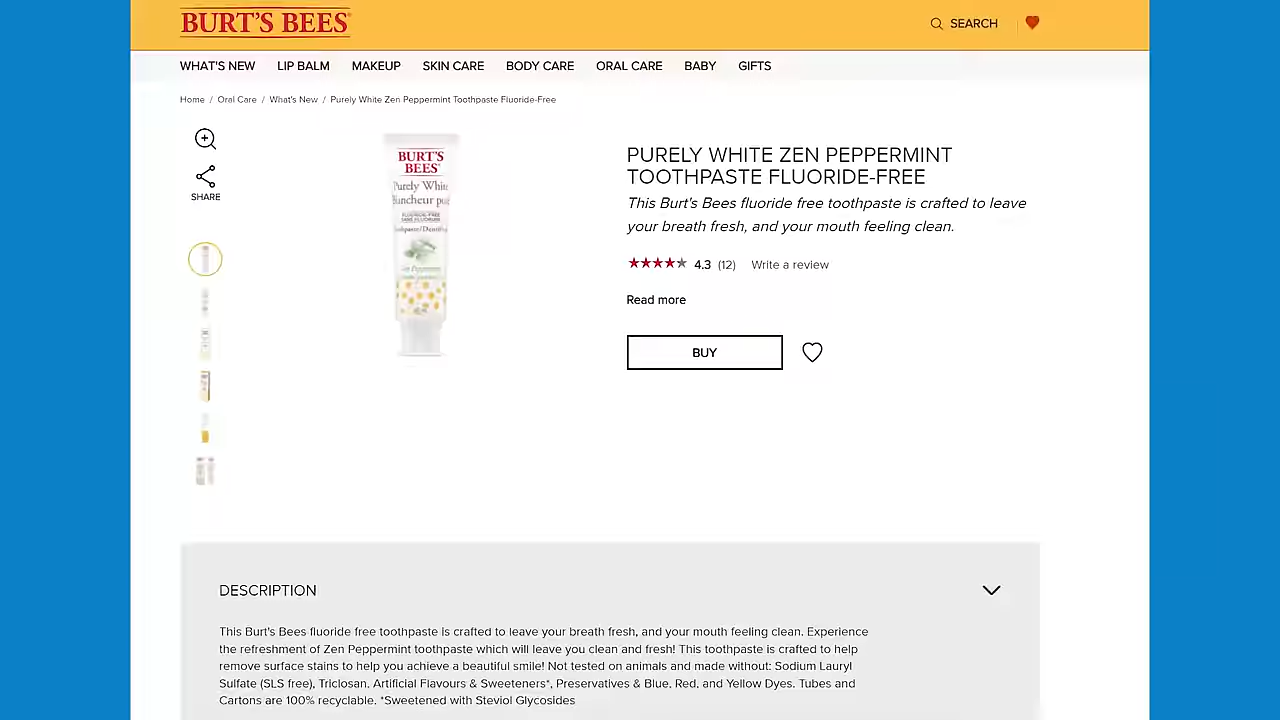 BURT'S BEES
SEARCH
WHAT'S NEW LIP BALM MAKEUP SKIN CARE BODY CARE ORAL CARE BABY GIFTS
Home / Oral Care / What's New / Purely White Zen Peppermint Toothpaste Fluoride-Free
SHARE
BURT'S
BEES
Purely White
FLUORIDE-FREE
SANS FLUORURE
Zen Peppermint
PURELY WHITE ZEN PEPPERMINT
TOOTHPASTE FLUORIDE-FREE
This Burt's Bees fluoride free toothpaste is crafted to leave
your breath fresh, and your mouth feeling clean.
4.3 (12) Write a review
Read more
BUY
DESCRIPTION
This Burt's Bees fluoride free toothpaste is crafted to leave your breath fresh, and your mouth feeling clean. Experience
the refreshment of Zen Peppermint toothpaste which will leave you clean and fresh! This toothpaste is crafted to help
remove surface stains to help you achieve a beautiful smile! Not tested on animals and made without: Sodium Lauryl
Sulfate (SLS free), Triclosan, Artificial Flavours & Sweeteners*, Preservatives & Blue, Red, and Yellow Dyes. Tubes and
Cartons are 100% recyclable. *Sweetened with Steviol Glycosides